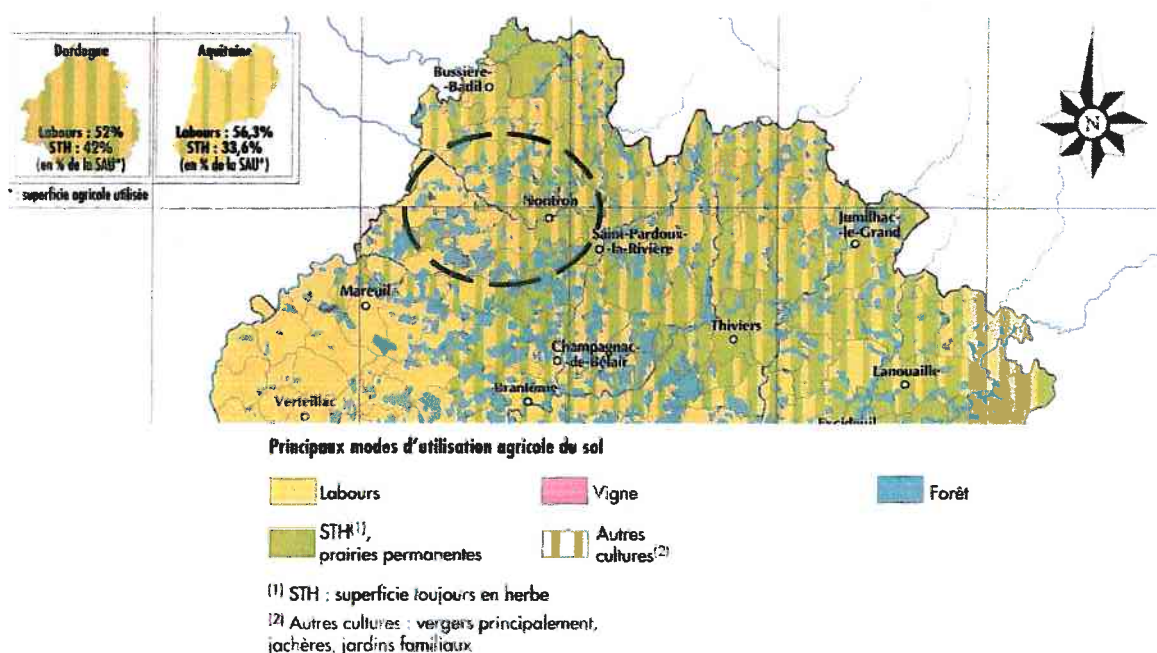 Dordogne
Labours : 52%
STH : 42%
(en % de la SAU*)
Aquitaine
Labours : 56,3%
STH : 33,6%
(en % de la SAU*)
* superficie agricole utilisée
N
Bussière-
-Badil
Nontron
Saint-Pardoux-
-la-Rivière
Jumilhac-
-le-Grand
Mareuil
Thiviers
Champagnac-
-de-Bélair
Lanouaille
Brantôme
Verteillac
Excideuil
Principaux modes d'utilisation agricole du sol
Labours
Vigne
Forêt
STH(1),
prairies permanentes
Autres
cultures(2)
(1) STH : superficie toujours en herbe
(2) Autres cultures : vergers principalement,
jachères, jardins familiaux